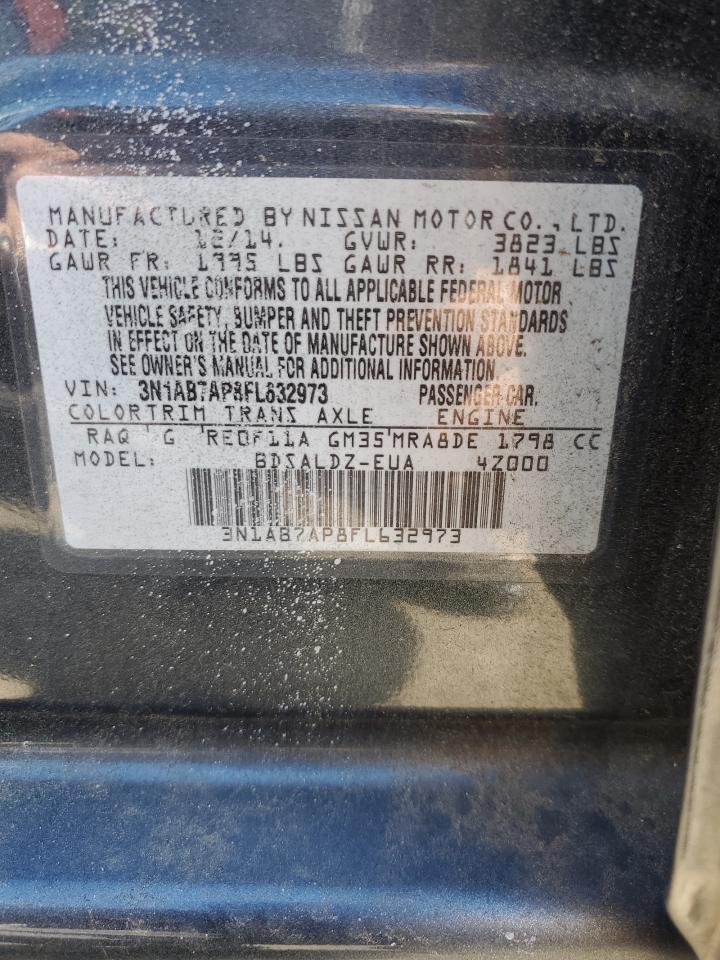 MANUFACTURED BY NISSAN MOTOR CO., LTD.
DATE: 12/14. GVWR: 3823 LBS
GAWR FR: 1995 LBS GAWR RR: 1841 LBS
THIS VEHICLE CONFORMS TO ALL APPLICABLE FEDERAL MOTOR
VEHICLE SAFETY, BUMPER AND THEFT PREVENTION STANDARDS
IN EFFECT ON THE DATE OF MANUFACTURE SHOWN ABOVE.
SEE OWNER'S MANUAL FOR ADDITIONAL INFORMATION.
VIN: 3N1AB7AP8FL632973 PASSENGER CAR.
COLOR TRIM TRANS AXLE ENGINE
RAQ G RE0F11A GM35 MRA8DE 1798 CC
MODEL: BDSALDZ-EUA 4Z000
3N1AB7AP8FL632973